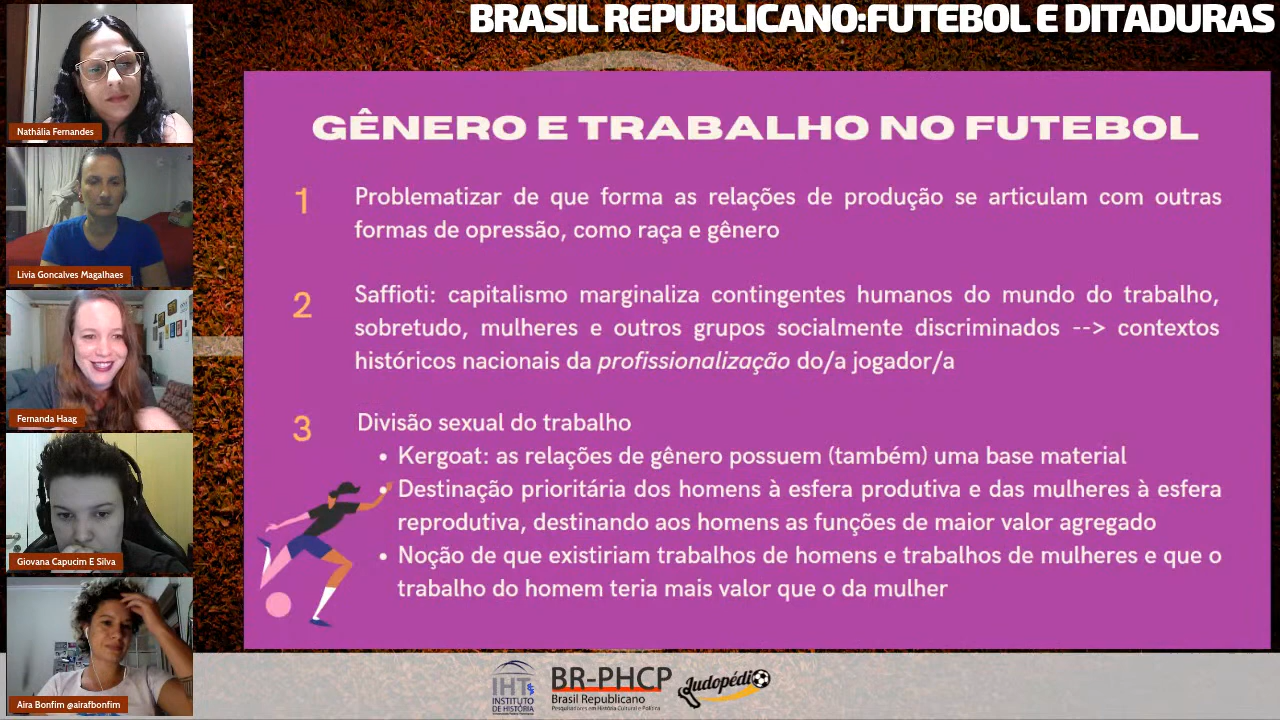 BRASIL REPUBLICANO:FUTEBOL E DITADURAS
GÊNERO E TRABALHO NO FUTEBOL
1
Problematizar de que forma as relações de produção se articulam com outras
formas de opressão, como raça e gênero
2
Saffioti: capitalismo marginaliza contingentes humanos do mundo do trabalho,
sobretudo, mulheres e outros grupos socialmente discriminados --> contextos
históricos nacionais da profissionalização do/a jogador/a
3
Divisão sexual do trabalho
• Kergoat: as relações de gênero possuem (também) uma base material
• Destinação prioritária dos homens à esfera produtiva e das mulheres à esfera
reprodutiva, destinando aos homens as funções de maior valor agregado
• Noção de que existiriam trabalhos de homens e trabalhos de mulheres e que o
trabalho do homem teria mais valor que o da mulher
Nathália Fernandes
Livia Goncalves Magalhaes
Fernanda Haag
Giovana Capucim E Silva
Aira Bonfim @airafbonfim
IHT
INSTITUTO
DE HISTÓRIA
BR-PHCP
Brasil Republicano
Pesquisadores em História Cultural e Política
Ludopédio